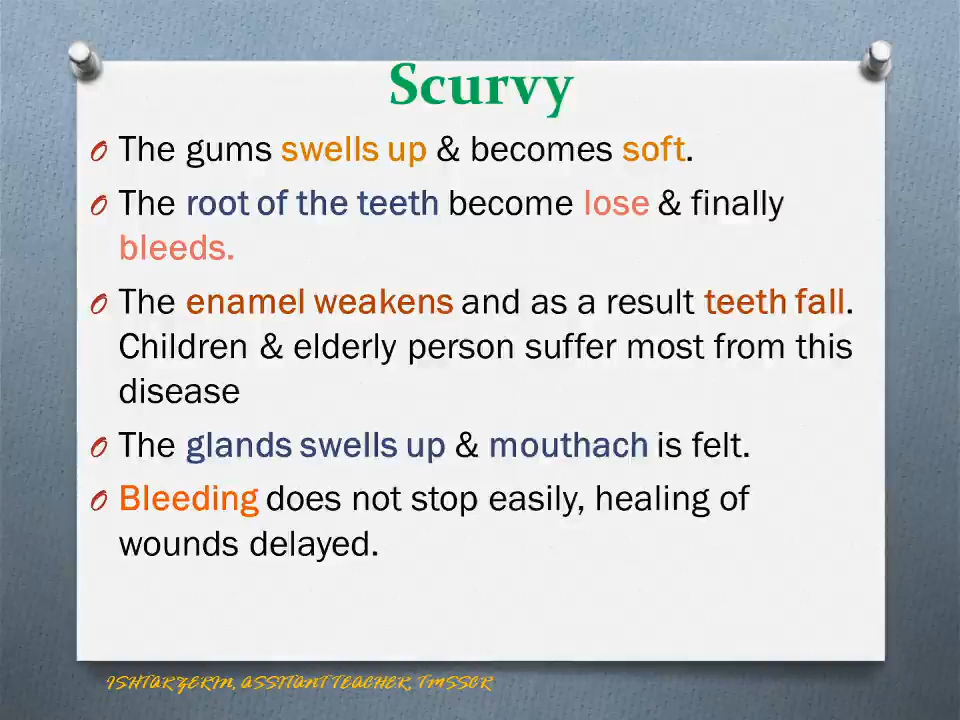 Scurvy
The gums swells up & becomes soft.
The root of the teeth become lose & finally
bleeds.
The enamel weakens and as a result teeth fall.
Children & elderly person suffer most from this
disease
The glands swells up & mouthach is felt.
Bleeding does not stop easily, healing of
wounds delayed.
ISHTAR ZERIN, ASSITANT TEACHER, TMSSCR